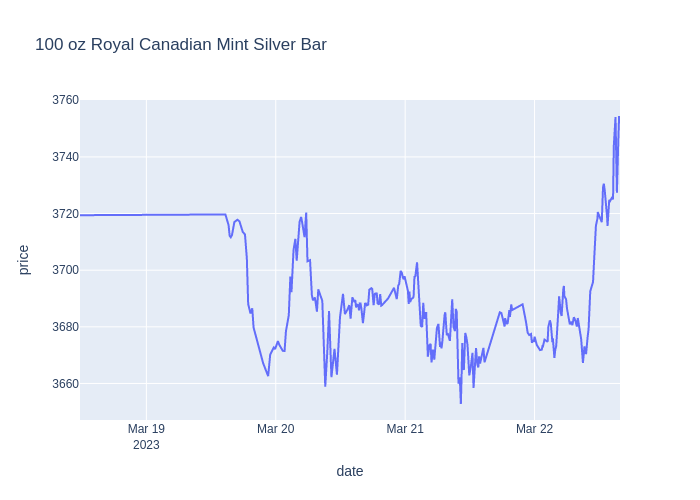 100 oz Royal Canadian Mint Silver Bar
3760
3740
3720
3700
3680
3660
price
Mar 19
2023
Mar 20
Mar 21
Mar 22
date